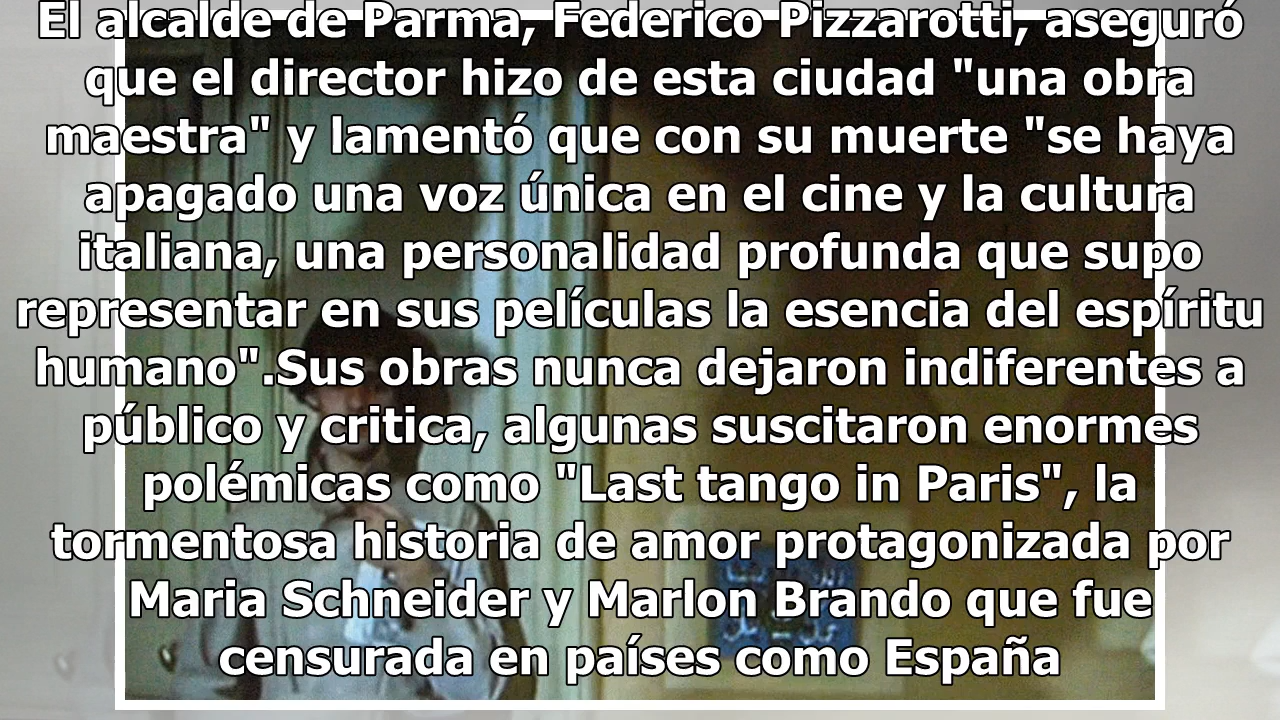 El alcalde de Parma, Federico Pizzarotti, aseguró
que el director hizo de esta ciudad "una obra
maestra" y lamentó que con su muerte "se haya
apagado una voz única en el cine y la cultura
italiana, una personalidad profunda que supo
representar en sus películas la esencia del espíritu
humano".Sus obras nunca dejaron indiferentes a
público y critica, algunas suscitaron enormes
polémicas como "Last tango in Paris", la
tormentosa historia de amor protagonizada por
Maria Schneider y Marlon Brando que fue
censurada en países como España